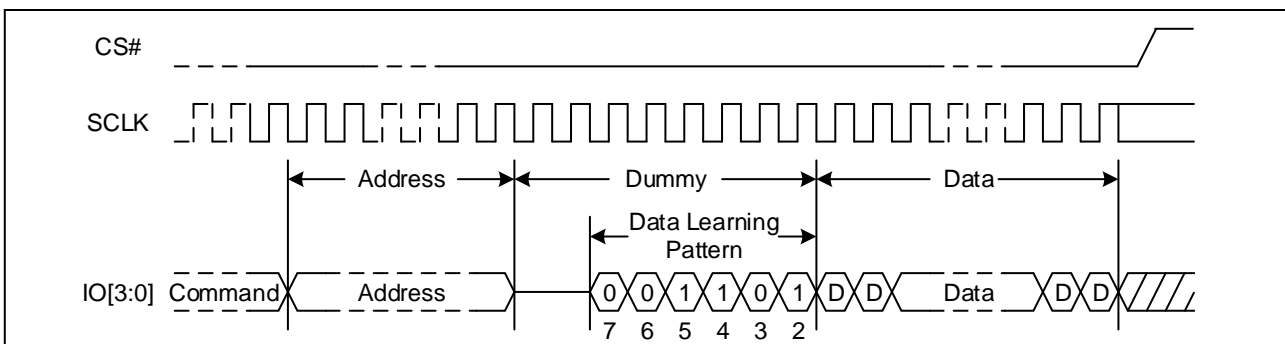 CS#
SCLK
Address Dummy Data
Data Learning
Pattern
IO[3:0] Command Address 0 0 1 1 0 1 D D Data D D
7 6 5 4 3 2